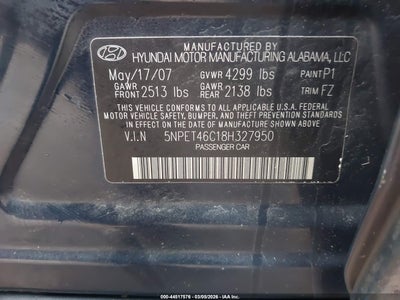 MANUFACTURED BY
HYUNDAI MOTOR MANUFACTURING ALABAMA, LLC
May/17/07 GVWR 4299 lbs PAINT P1
GAWR FRONT 2513 lbs GAWR REAR 2138 lbs TRIM FZ
THIS VEHICLE CONFORMS TO ALL APPLICABLE U.S. FEDERAL
MOTOR VEHICLE SAFETY, BUMPER, AND THEFT PREVENTION
STANDARDS IN EFFECT ON THE DATE OF MANUFACTURE SHOWN ABOVE.
V.I.N 5NPET46C18H327950
PASSENGER CAR
000-44517576 - 03/05/2026 - IAA Inc.